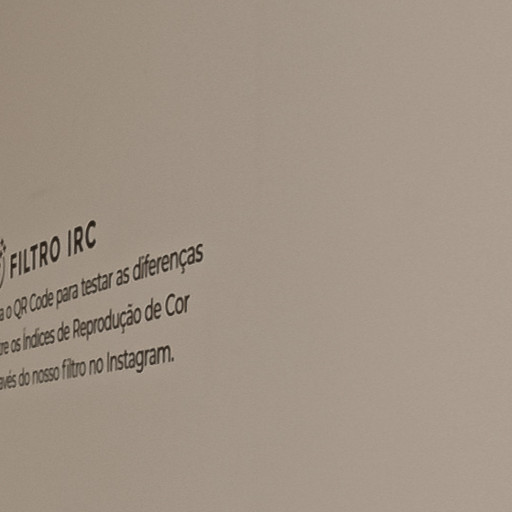 FILTRO IRC
a o QR Code para testar as diferenças
tre os Índices de Reprodução de Cor
avés do nosso filtro no Instagram.